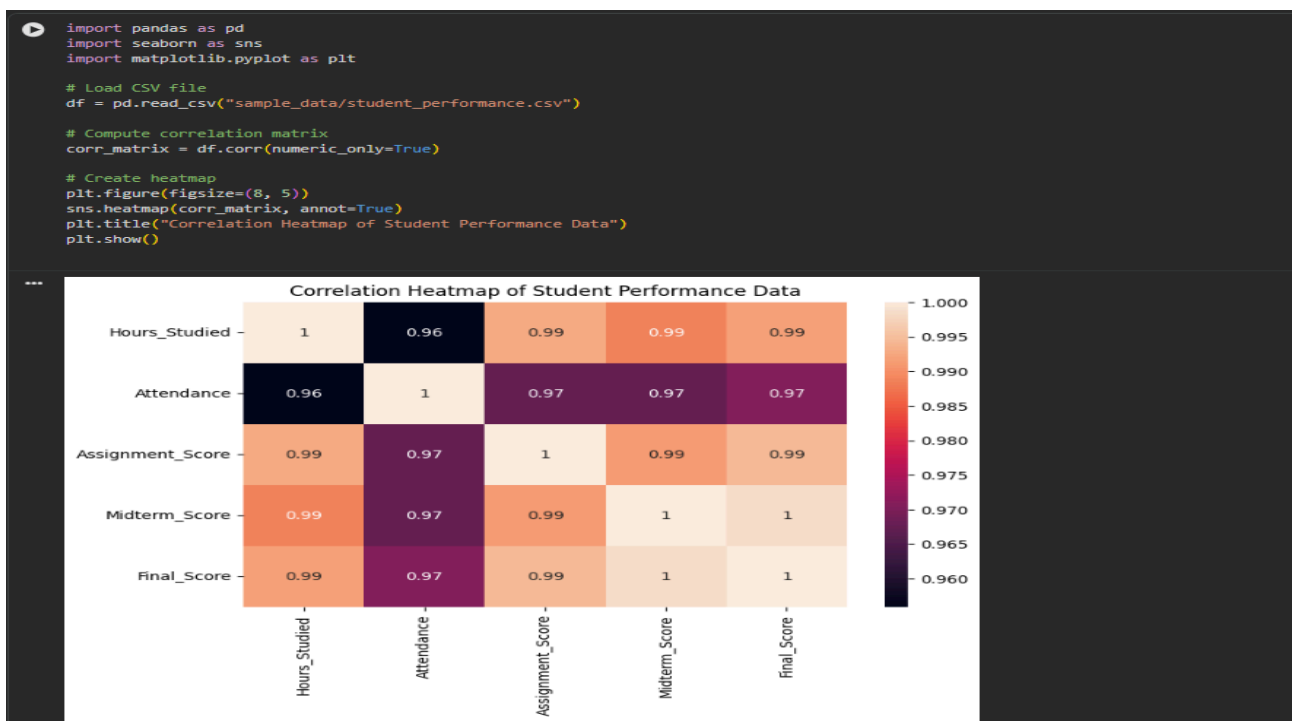 import pandas as pd
import seaborn as sns
import matplotlib.pyplot as plt
# Load CSV file
df = pd.read_csv("sample_data/student_performance.csv")
# Compute correlation matrix
corr_matrix = df.corr(numeric_only=True)
# Create heatmap
plt.figure(figsize=(8, 5))
sns.heatmap(corr_matrix, annot=True)
plt.title("Correlation Heatmap of Student Performance Data")
plt.show()
Correlation Heatmap of Student Performance Data
Hours_Studied 1 0.96 0.99 0.99 0.99
Attendance 0.96 1 0.97 0.97 0.97
Assignment_Score 0.99 0.97 1 0.99 0.99
Midterm_Score 0.99 0.97 0.99 1 1
Final_Score 0.99 0.97 0.99 1 1
Hours_Studied
Attendance
Assignment_Score
Midterm_Score
Final_Score
1.000
0.995
0.990
0.985
0.980
0.975
0.970
0.965
0.960